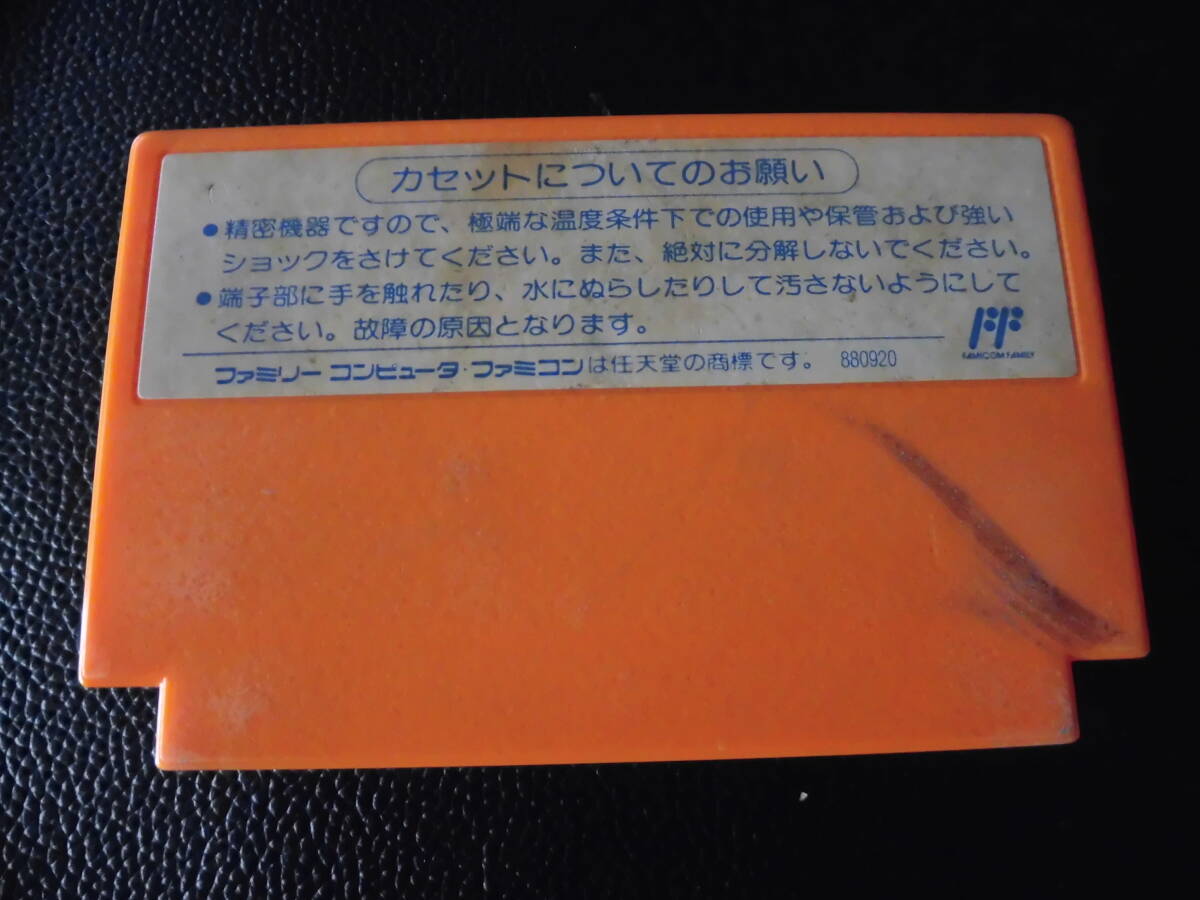 カセットについてのお願い
●精密機器ですので、極端な温度条件下での使用や保管および強い
ショックをさけてください。また、絶対に分解しないでください。
●端子部に手を触れたり、水にぬらしたりして汚さないようにして
ください。故障の原因となります。
FF
FAMICOM FAMILY
ファミリー コンピュータ・ファミコンは任天堂の商標です。 880920